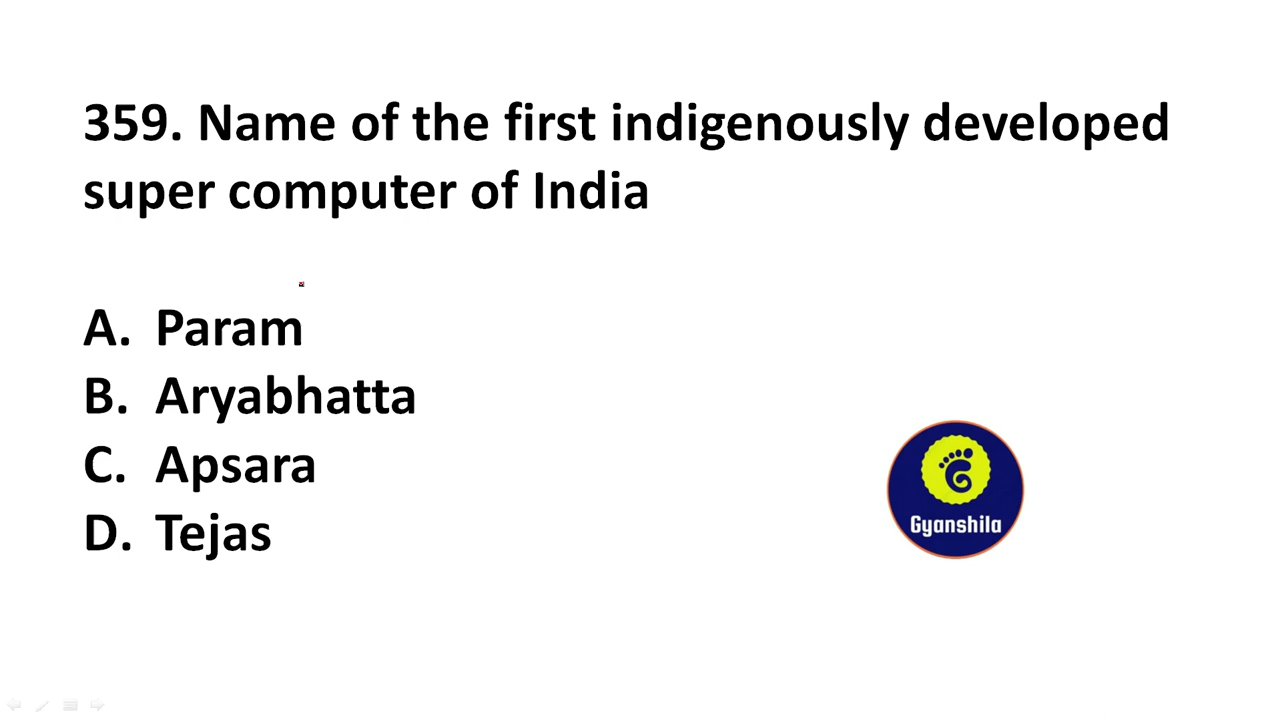 359. Name of the first indigenously developed
super computer of India
A. Param
B. Aryabhatta
C. Apsara
D. Tejas
Gyanshila